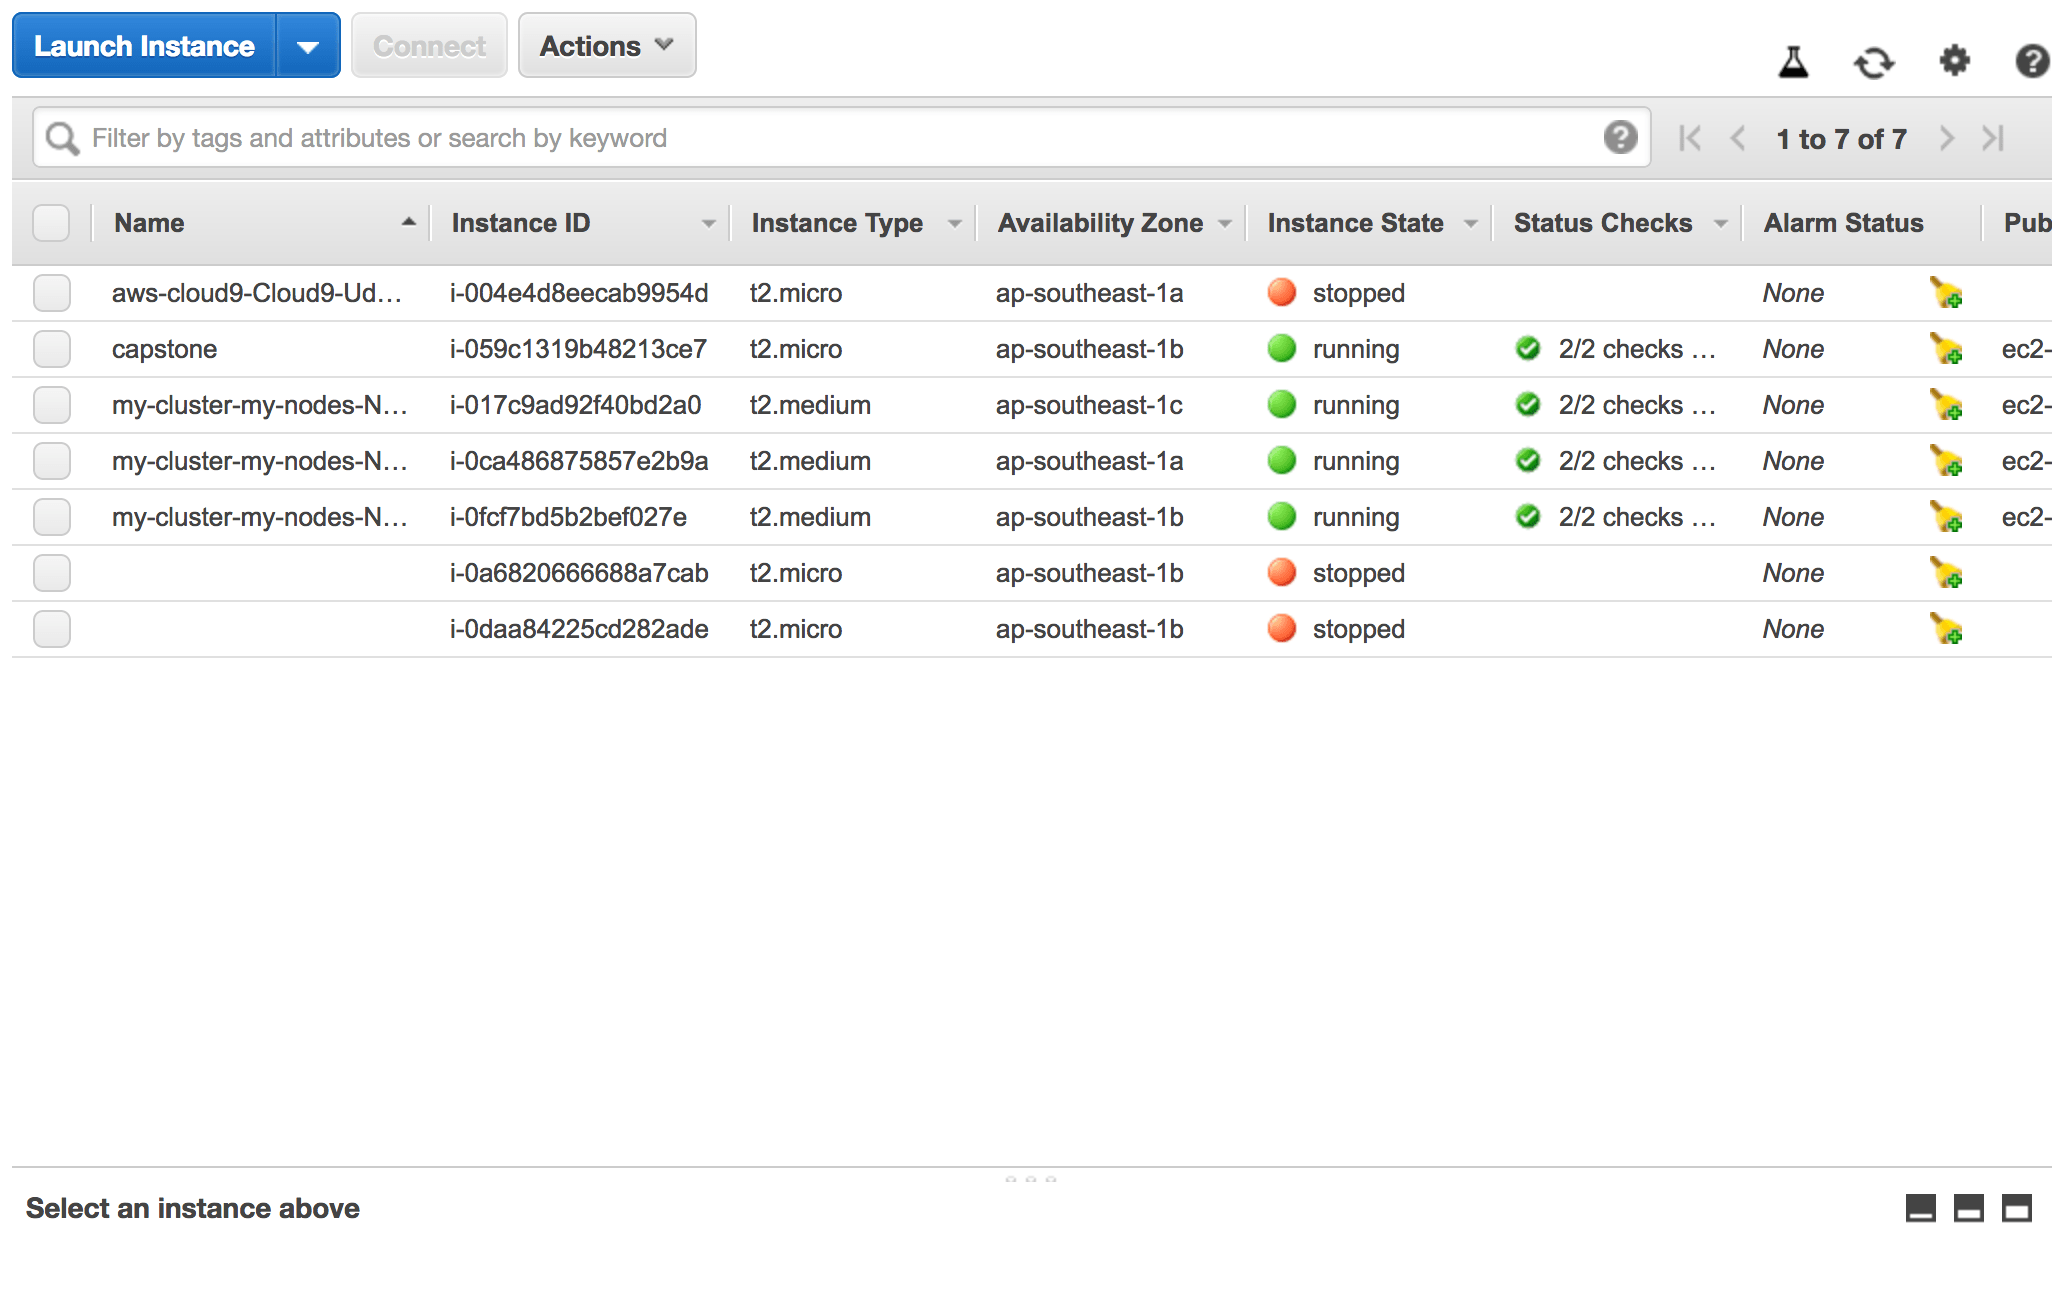 Launch Instance Connect Actions
Filter by tags and attributes or search by keyword 1 to 7 of 7
Name Instance ID Instance Type Availability Zone Instance State Status Checks Alarm Status Pub
aws-cloud9-Cloud9-Ud... i-004e4d8eecab9954d t2.micro ap-southeast-1a stopped None
capstone i-059c1319b48213ce7 t2.micro ap-southeast-1b running 2/2 checks ... None ec2-
my-cluster-my-nodes-N... i-017c9ad92f40bd2a0 t2.medium ap-southeast-1c running 2/2 checks ... None ec2-
my-cluster-my-nodes-N... i-0ca486875857e2b9a t2.medium ap-southeast-1a running 2/2 checks ... None ec2-
my-cluster-my-nodes-N... i-0fcf7bd5b2bef027e t2.medium ap-southeast-1b running 2/2 checks ... None ec2-
i-0a6820666688a7cab t2.micro ap-southeast-1b stopped None
i-0daa84225cd282ade t2.micro ap-southeast-1b stopped None
Select an instance above